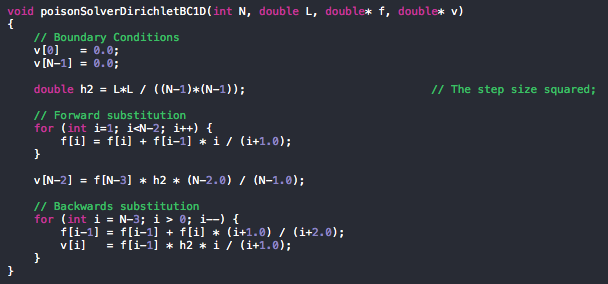 void poisonSolverDirichletBC1D(int N, double L, double* f, double* v)
{
    // Boundary Conditions
    v[0]   = 0.0;
    v[N-1] = 0.0;

    double h2 = L*L / ((N-1)*(N-1));                         // The step size squared;

    // Forward substitution
    for (int i=1; i<N-2; i++) {
        f[i] = f[i] + f[i-1] * i / (i+1.0);
    }

    v[N-2] = f[N-3] * h2 * (N-2.0) / (N-1.0);

    // Backwards substitution
    for (int i = N-3; i > 0; i--) {
        f[i-1] = f[i-1] + f[i] * (i+1.0) / (i+2.0);
        v[i]   = f[i-1] * h2 * i / (i+1.0);
    }
}